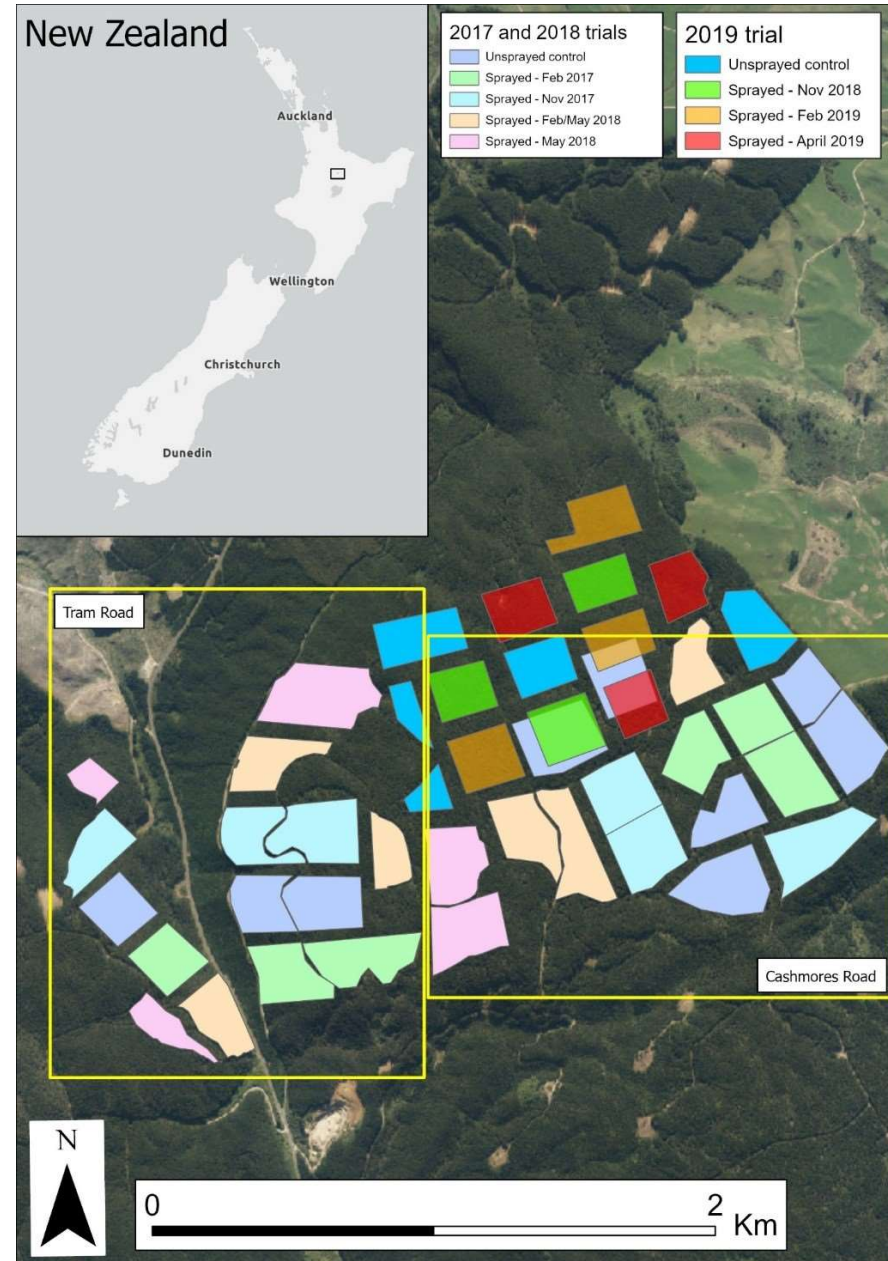 New Zealand
Auckland
Wellington
Christchurch
Dunedin
2017 and 2018 trials
Unsprayed control
Sprayed - Feb 2017
Sprayed - Nov 2017
Sprayed - Feb/May 2018
Sprayed - May 2018
2019 trial
Unsprayed control
Sprayed - Nov 2018
Sprayed - Feb 2019
Sprayed - April 2019
Tram Road
Cashmores Road
N
0 2
Km